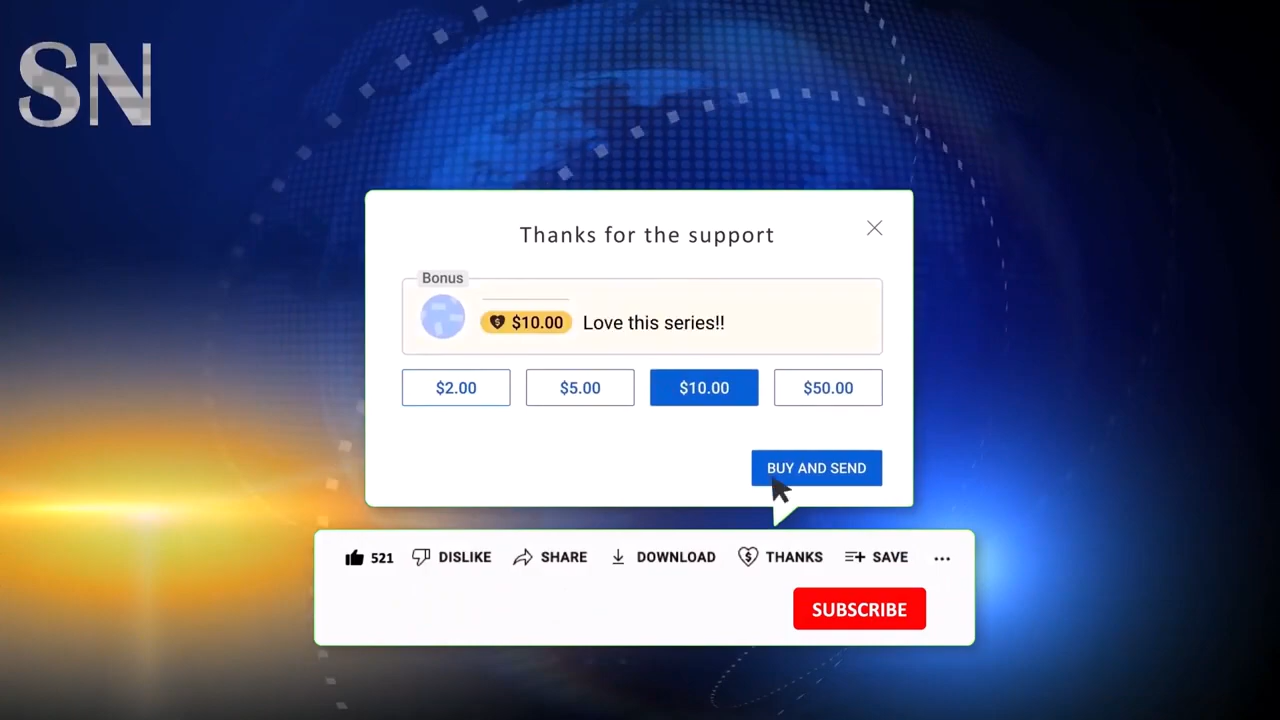 SN
Thanks for the support
Bonus
$10.00 Love this series!!
$2.00 $5.00 $10.00 $50.00
BUY AND SEND
521 DISLIKE SHARE DOWNLOAD THANKS SAVE ...
SUBSCRIBE